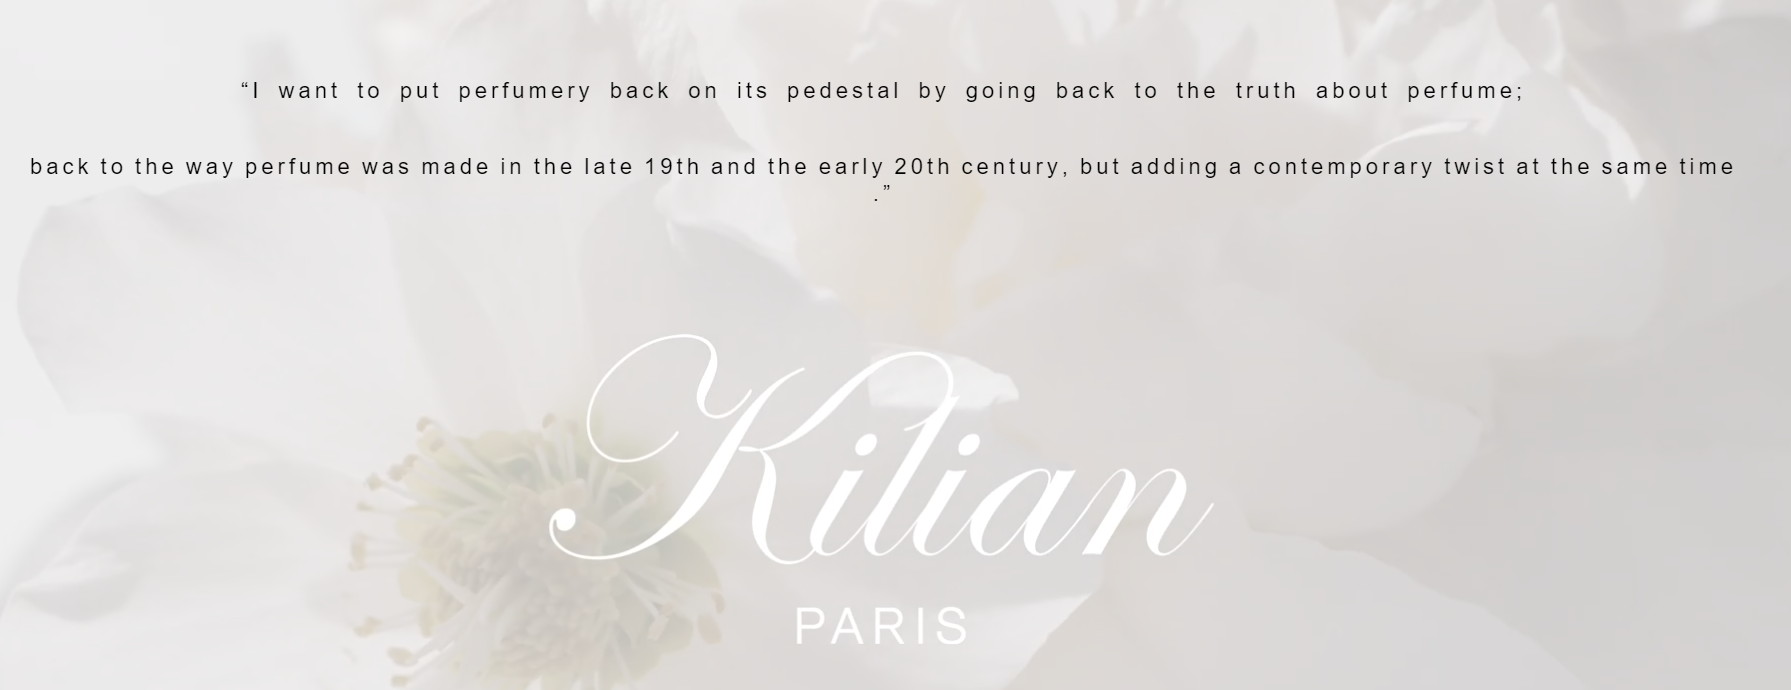 “I want to put perfumery back on its pedestal by going back to the truth about perfume;
back to the way perfume was made in the late 19th and the early 20th century, but adding a contemporary twist at the same time
.”
Kilian
PARIS